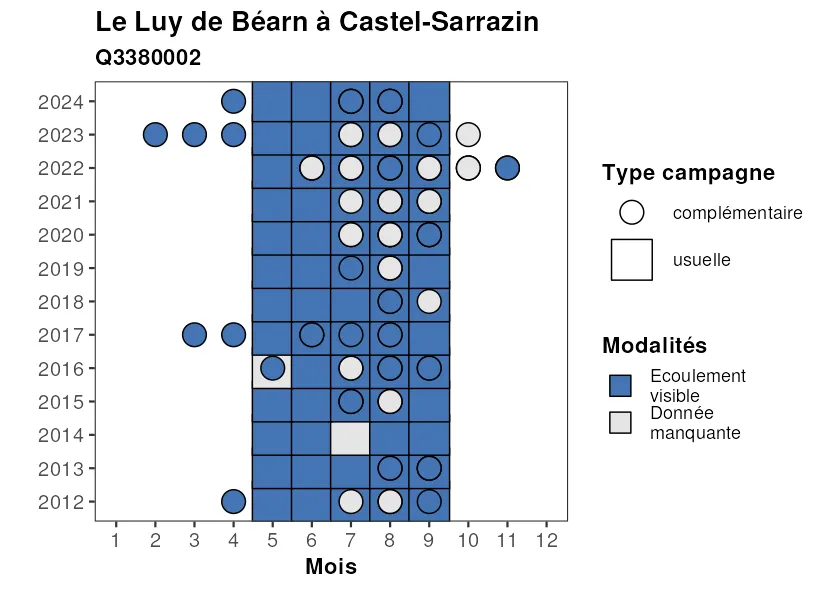 Le Luy de Béarn à Castel-Sarrazin
Q3380002
2024
2023
2022
2021
2020
2019
2018
2017
2016
2015
2014
2013
2012
1 2 3 4 5 6 7 8 9 10 11 12
Mois
Type campagne
complémentaire
usuelle
Modalités
Ecoulement
visible
Donnée
manquante